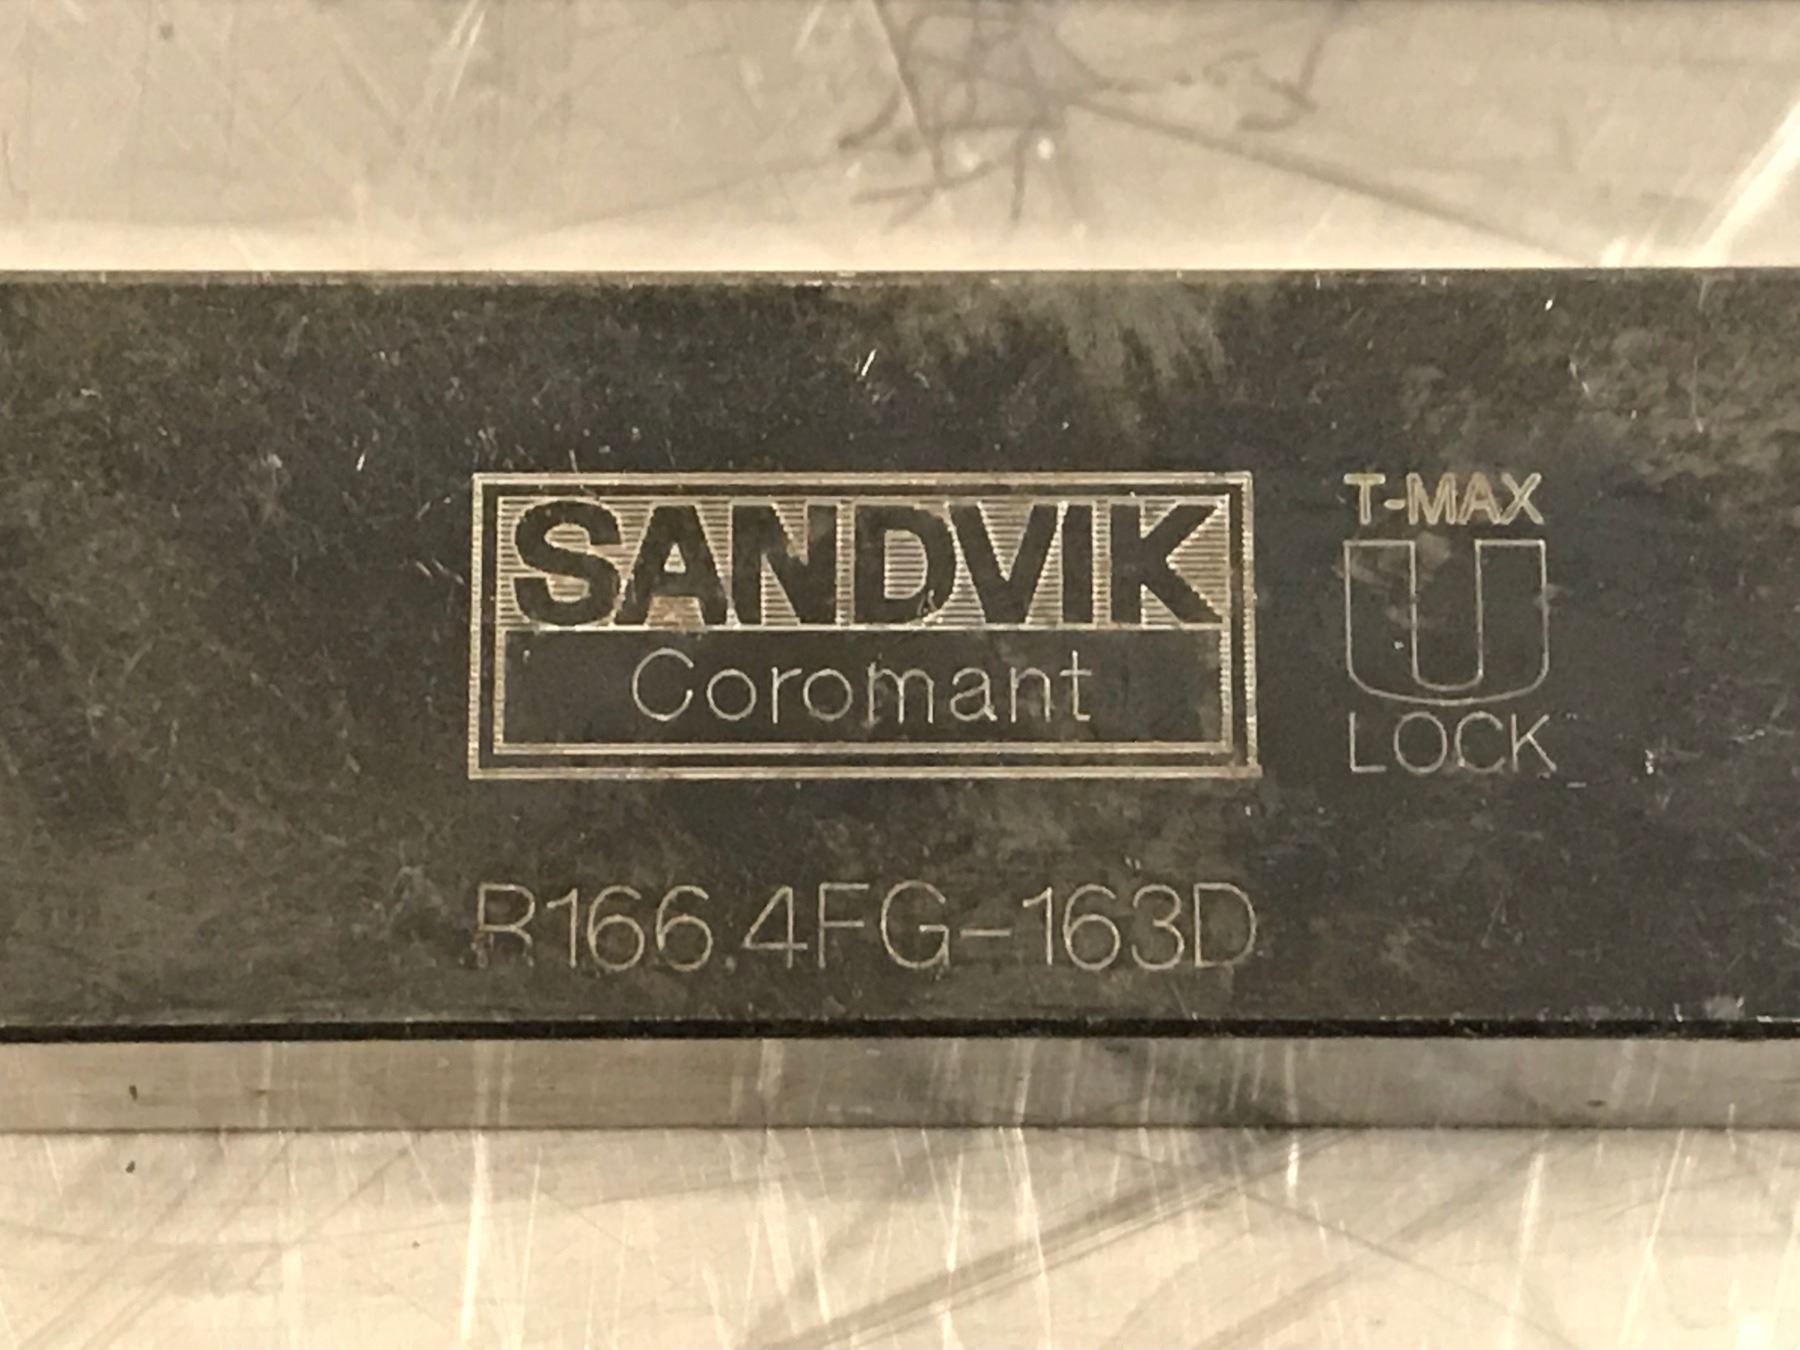 SANDVIK
Coromant
T-MAX
U
LOCK
R166.4FG-163D